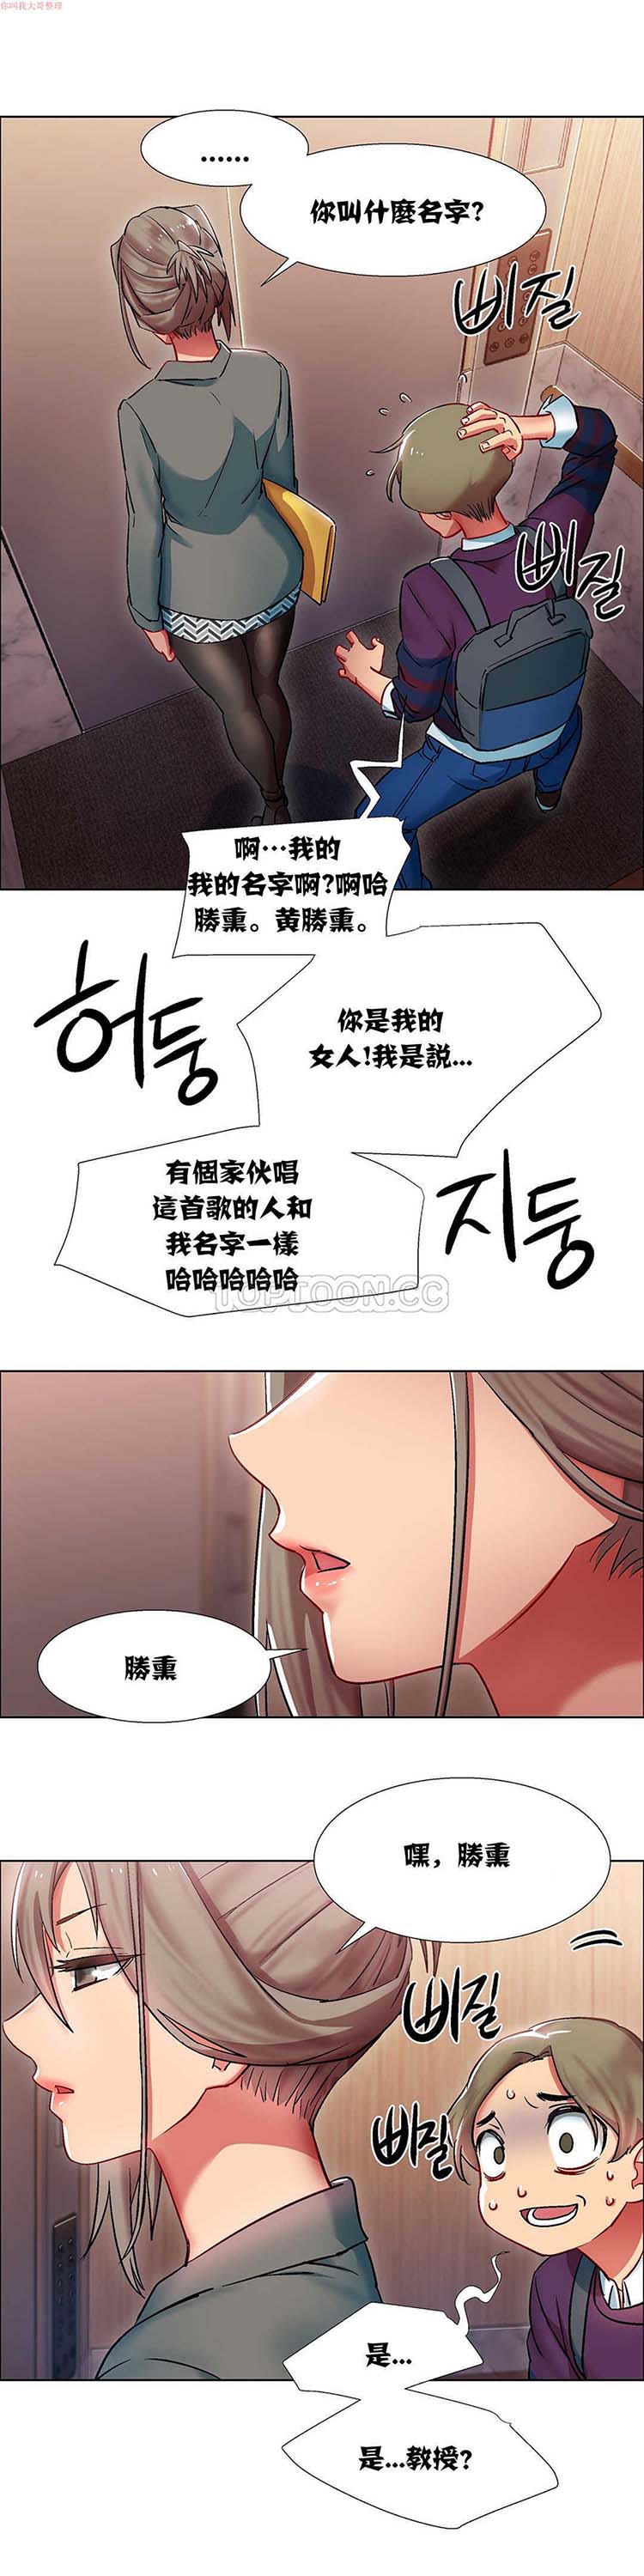 你叫我大哥整理
......
你叫什麼名字?
삐질
삐질
啊…我的
我的名字啊?啊哈
勝熏。黃勝熏。
你是我的
女人!我是説...
허둥
有個家伙唱
這首歌的人和
我名字一樣
哈哈哈哈哈
지둥
TOPTOON.CC
勝熏
嘿，勝熏
삐질
삐질
是...
是...教授?